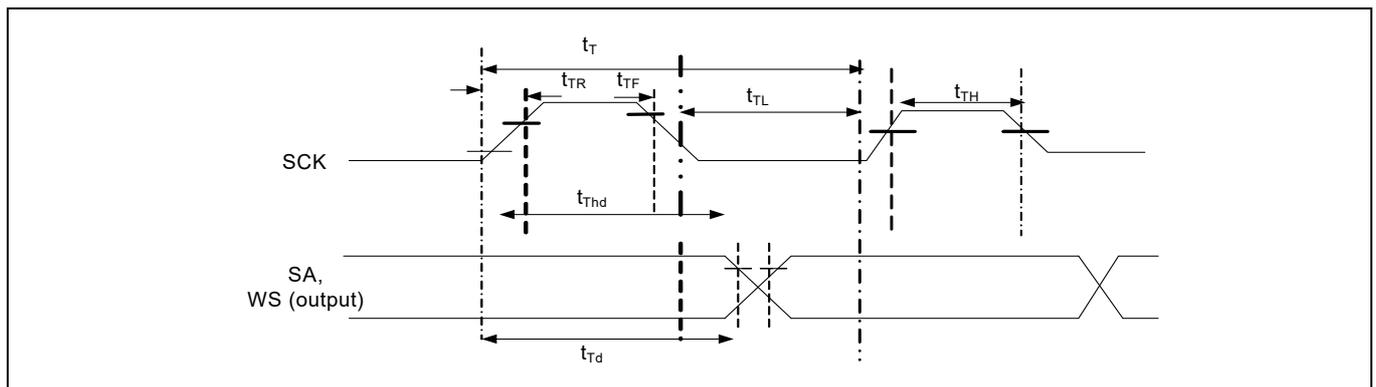 tT
tTR
tTF
tTL
tTH
SCK
tThd
SA,
WS (output)
tTd